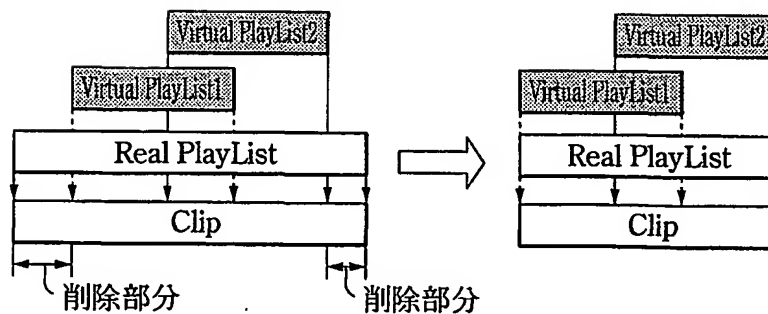 Virtual PlayList2
Virtual PlayList1
Real PlayList
Clip
削除部分
削除部分
Virtual PlayList2
Virtual PlayList1
Real PlayList
Clip